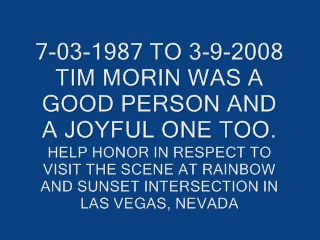 7-03-1987 TO 3-9-2008
TIM MORIN WAS A
GOOD PERSON AND
A JOYFUL ONE TOO.
HELP HONOR IN RESPECT TO
VISIT THE SCENE AT RAINBOW
AND SUNSET INTERSECTION IN
LAS VEGAS, NEVADA